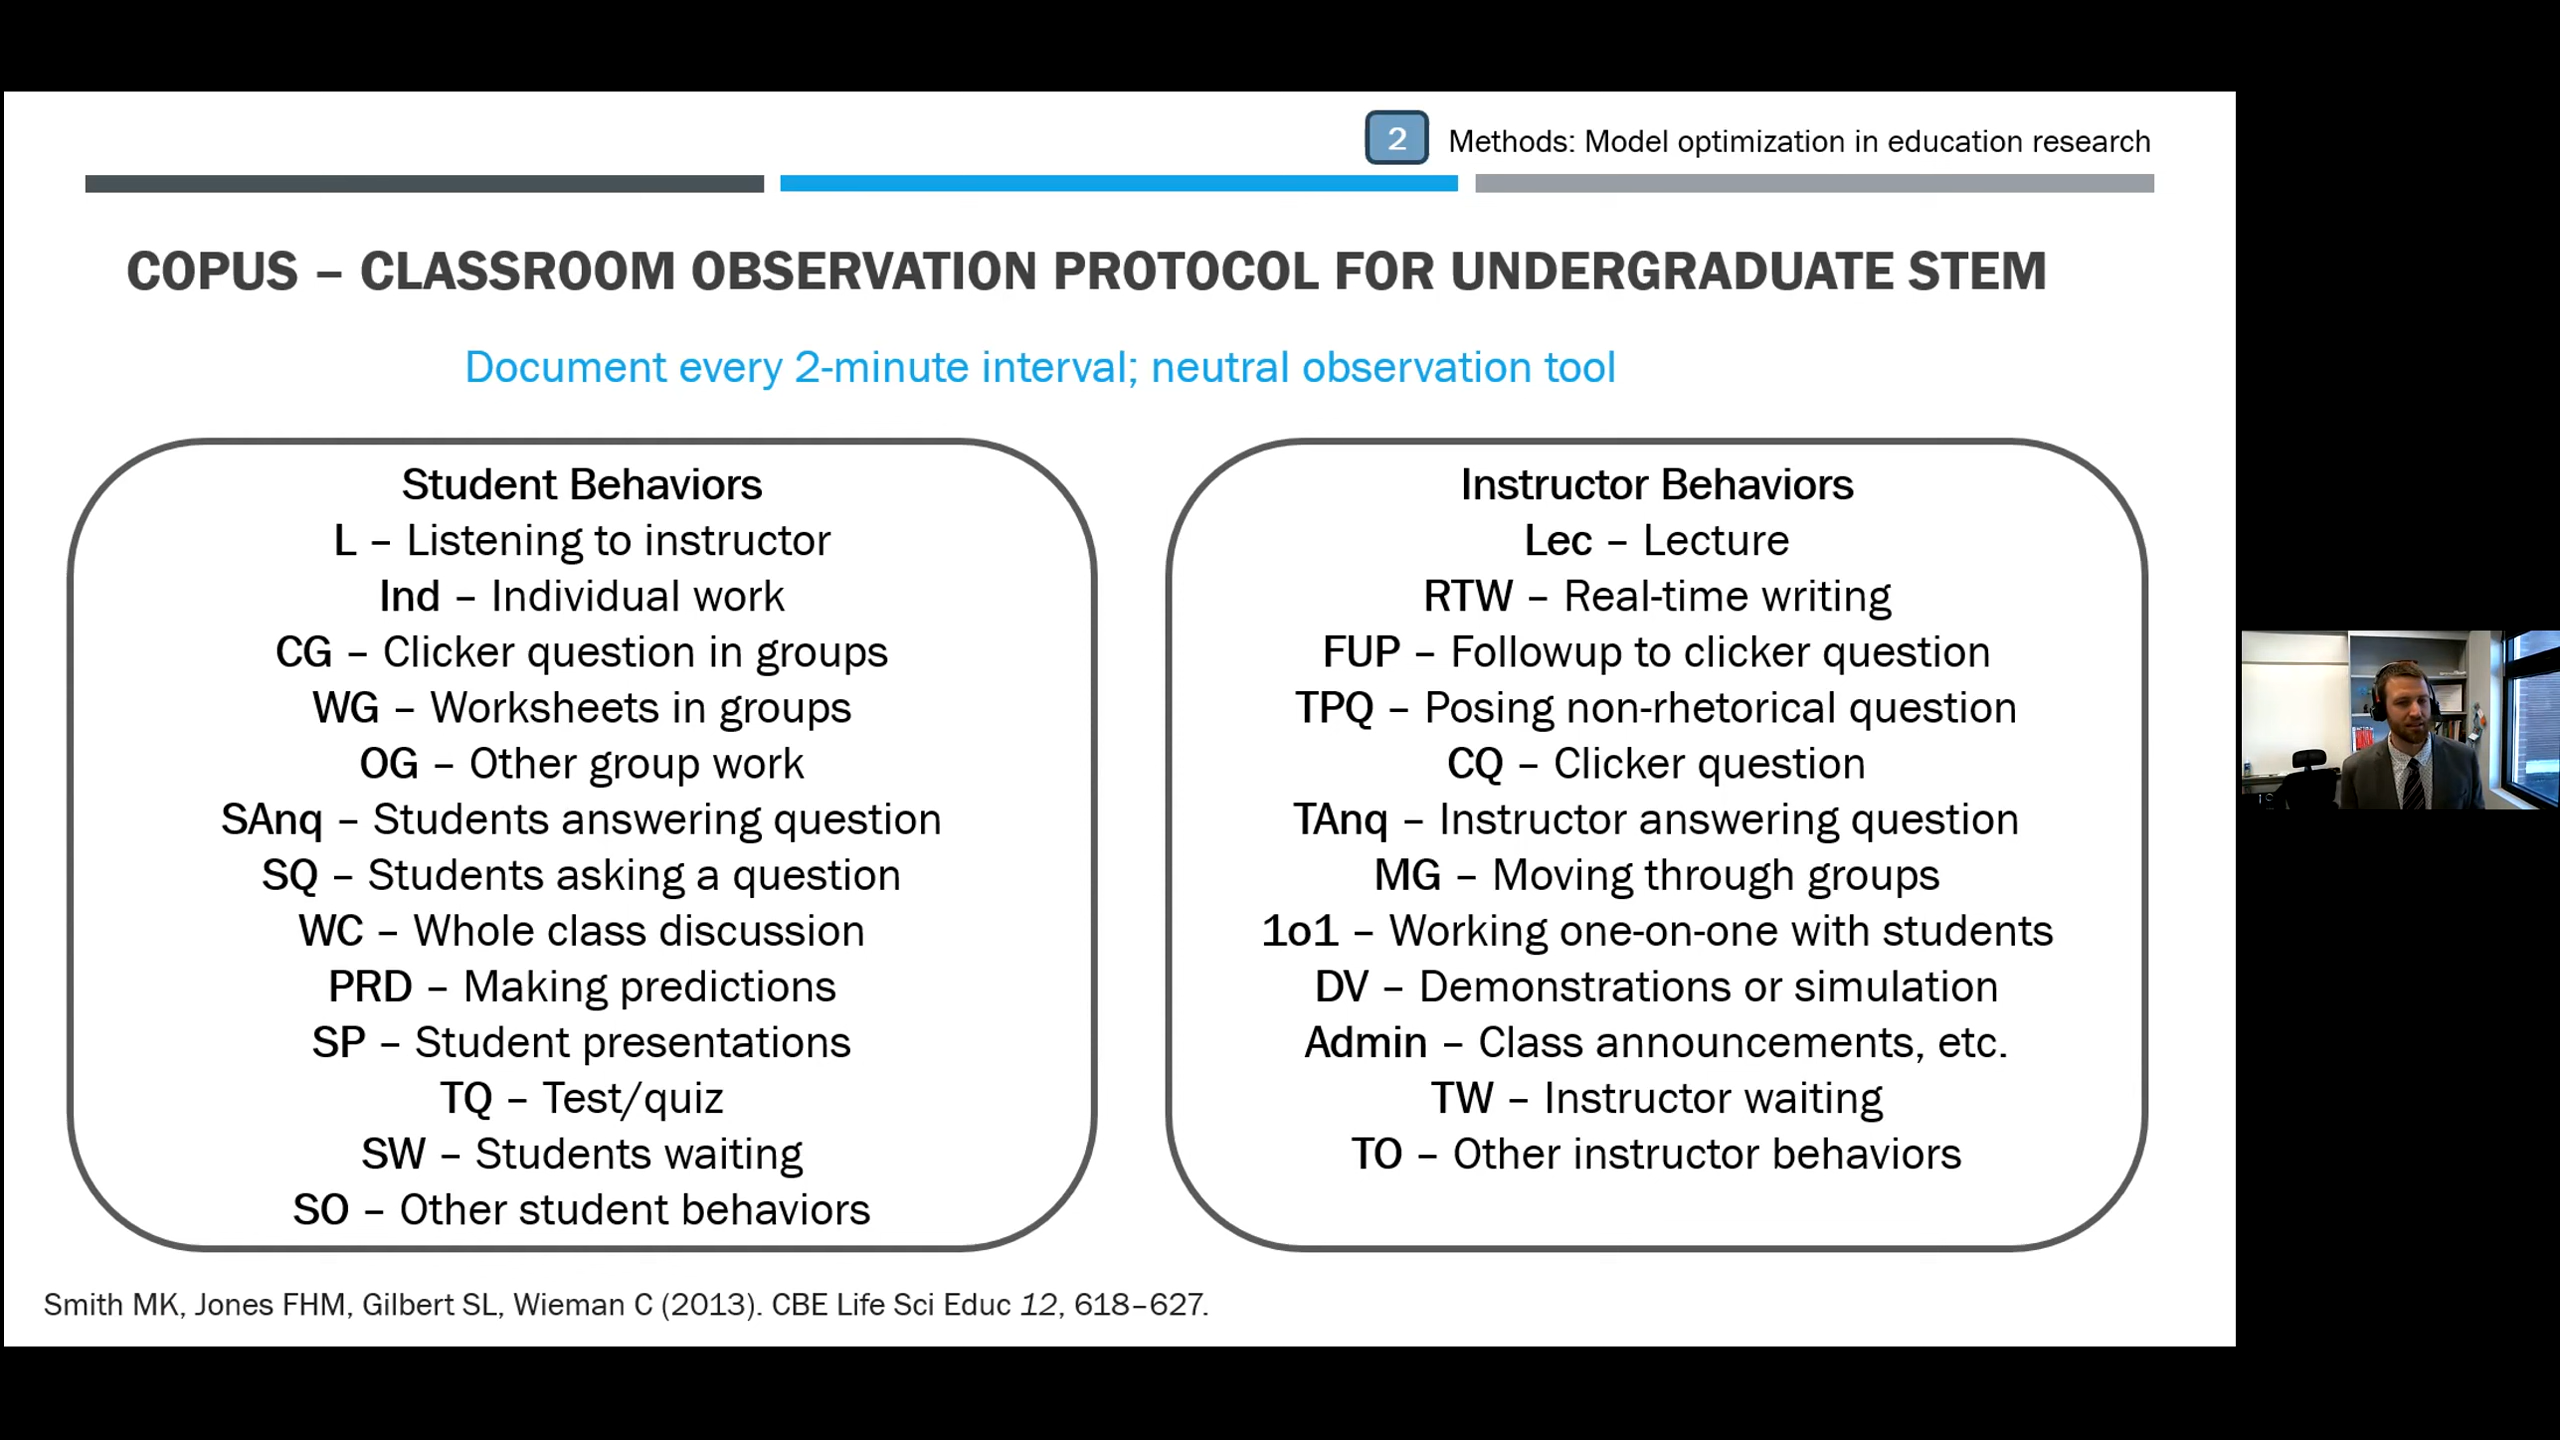 2 Methods: Model optimization in education research
COPUS – CLASSROOM OBSERVATION PROTOCOL FOR UNDERGRADUATE STEM
Document every 2-minute interval; neutral observation tool
Student Behaviors
L – Listening to instructor
Ind – Individual work
CG – Clicker question in groups
WG – Worksheets in groups
OG – Other group work
SAnq – Students answering question
SQ – Students asking a question
WC – Whole class discussion
PRD – Making predictions
SP – Student presentations
TQ – Test/quiz
SW – Students waiting
SO – Other student behaviors
Instructor Behaviors
Lec – Lecture
RTW – Real-time writing
FUP – Followup to clicker question
TPQ – Posing non-rhetorical question
CQ – Clicker question
TAnq – Instructor answering question
MG – Moving through groups
1o1 – Working one-on-one with students
DV – Demonstrations or simulation
Admin – Class announcements, etc.
TW – Instructor waiting
TO – Other instructor behaviors
Smith MK, Jones FHM, Gilbert SL, Wieman C (2013). CBE Life Sci Educ 12, 618–627.